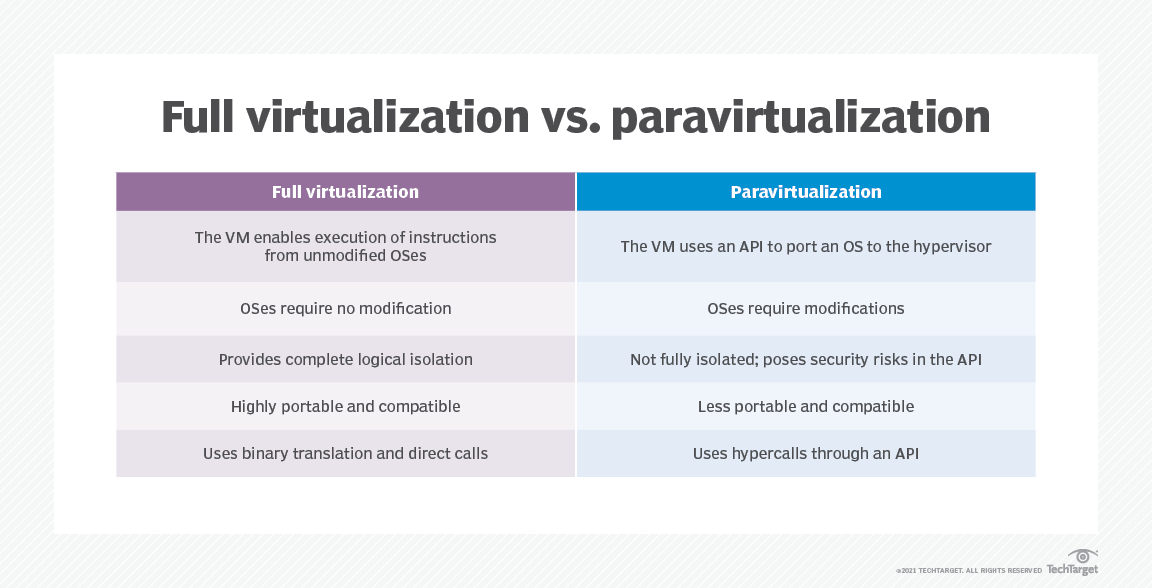 Full virtualization vs. paravirtualization
Full virtualization
Paravirtualization
The VM enables execution of instructions
from unmodified OSes
The VM uses an API to port an OS to the hypervisor
OSes require no modification
OSes require modifications
Provides complete logical isolation
Not fully isolated; poses security risks in the API
Highly portable and compatible
Less portable and compatible
Uses binary translation and direct calls
Uses hypercalls through an API
©2021 TECHTARGET. ALL RIGHTS RESERVED
TechTarget